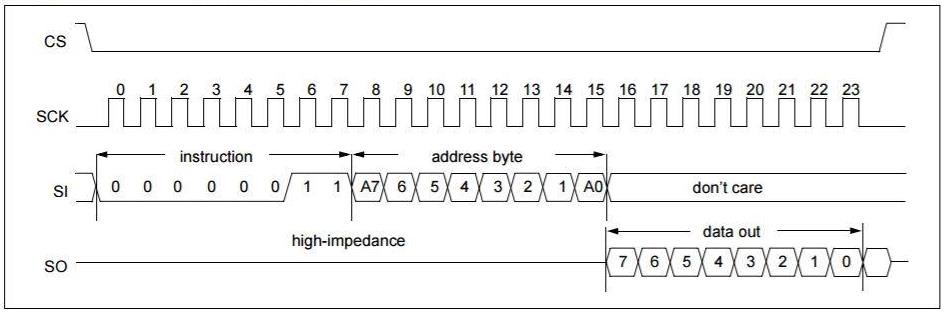 CS
0 1 2 3 4 5 6 7 8 9 10 11 12 13 14 15 16 17 18 19 20 21 22 23
SCK
instruction address byte
SI 0 0 0 0 0 0 1 1 A7 6 5 4 3 2 1 A0 don't care
high-impedance data out
SO 7 6 5 4 3 2 1 0